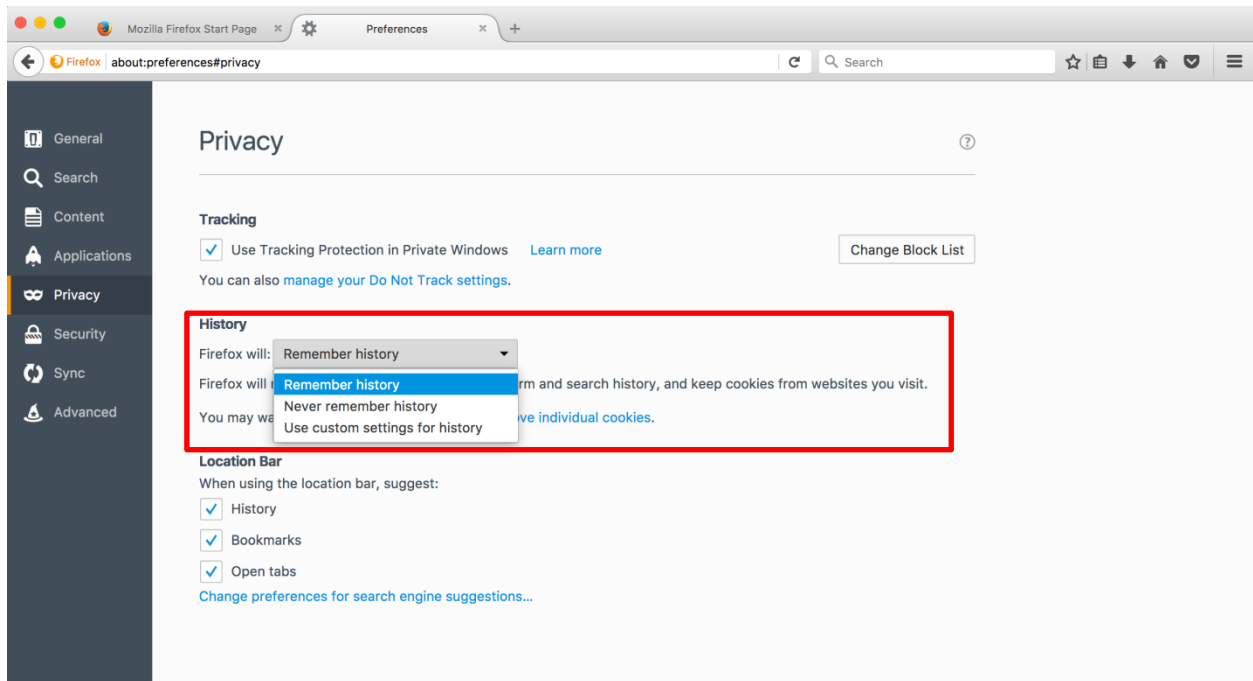 Mozilla Firefox Start Page
Preferences
Firefox about:preferences#privacy
Search
General
Search
Content
Applications
Privacy
Security
Sync
Advanced
Privacy
Tracking
Use Tracking Protection in Private Windows Learn more
Change Block List
You can also manage your Do Not Track settings.
History
Firefox will: Remember history
Firefox will
Remember history
and search history, and keep cookies from websites you visit.
Never remember history
You may
individual cookies.
Use custom settings for history
Location Bar
When using the location bar, suggest:
History
Bookmarks
Open tabs
Change preferences for search engine suggestions...